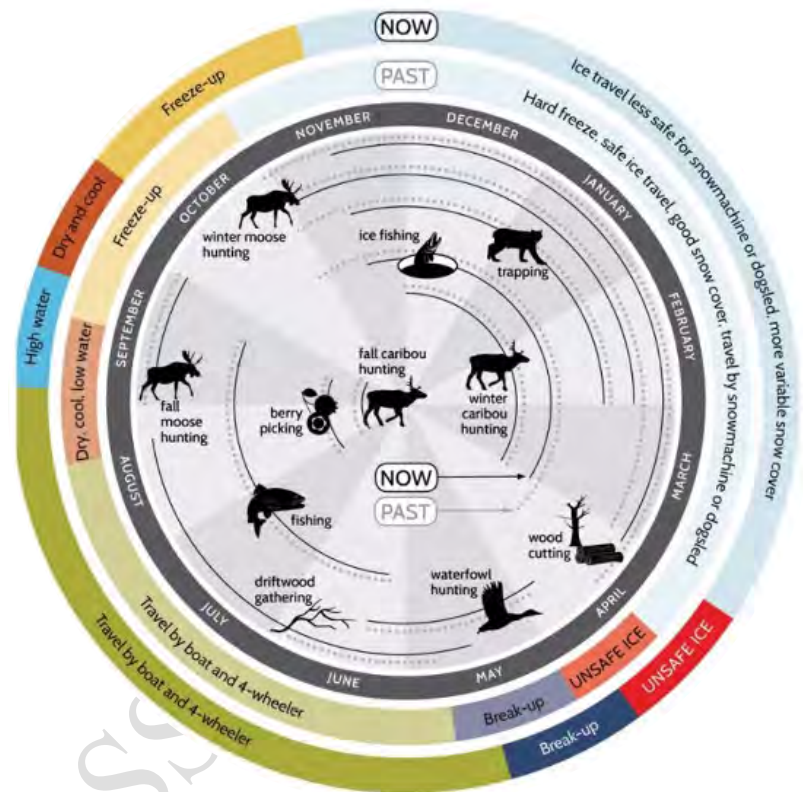 NOW
PAST
Freeze-up
Ice travel less safe for snowmachine or dogsled, more variable snow cover
Freeze-up
Hard freeze, safe ice travel, good snow cover, travel by snowmachine or dogsled
Dry and cool
High water
Dry, cool, low water
NOVEMBER
DECEMBER
OCTOBER
JANUARY
SEPTEMBER
FEBRUARY
AUGUST
MARCH
JULY
APRIL
JUNE
MAY
winter moose
hunting
ice fishing
trapping
fall caribou
hunting
fall
moose
hunting
berry
picking
winter
caribou
hunting
NOW
PAST
fishing
wood
cutting
driftwood
gathering
waterfowl
hunting
Travel by boat and 4-wheeler
Break-up
UNSAFE ICE
Travel by boat and 4-wheeler
Break-up
UNSAFE ICE